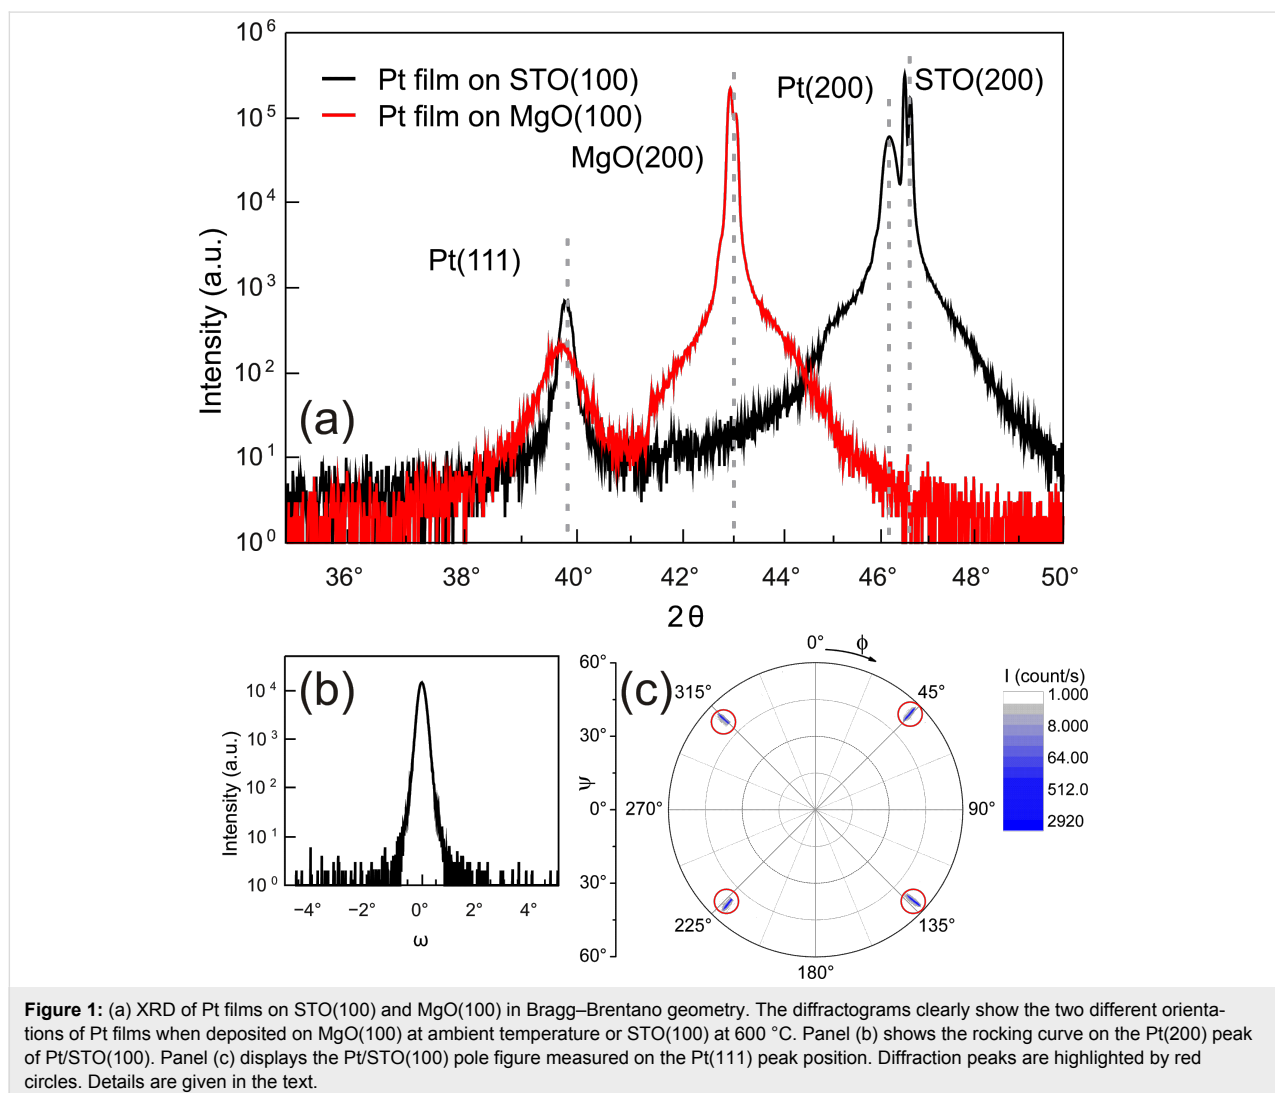 10^6
Pt film on STO(100)
Pt film on MgO(100)
Pt(200)
STO(200)
10^5
MgO(200)
10^4
Pt(111)
10^3
10^2
(a)
10^1
10^0
Intensity (a.u.)
36° 38° 40° 42° 44° 46° 48° 50°
2θ
(b)
10^4
10^3
10^2
10^1
10^0
Intensity (a.u.)
−4° −2° 0° 2° 4°
ω
(c)
60°
30°
0°
30°
60°
ψ
0°
ϕ
45°
90°
135°
180°
225°
270°
315°
I (count/s)
1.000
8.000
64.00
512.0
2920
Figure 1: (a) XRD of Pt films on STO(100) and MgO(100) in Bragg–Brentano geometry. The diffractograms clearly show the two different orienta-
tions of Pt films when deposited on MgO(100) at ambient temperature or STO(100) at 600 °C. Panel (b) shows the rocking curve on the Pt(200) peak
of Pt/STO(100). Panel (c) displays the Pt/STO(100) pole figure measured on the Pt(111) peak position. Diffraction peaks are highlighted by red
circles. Details are given in the text.